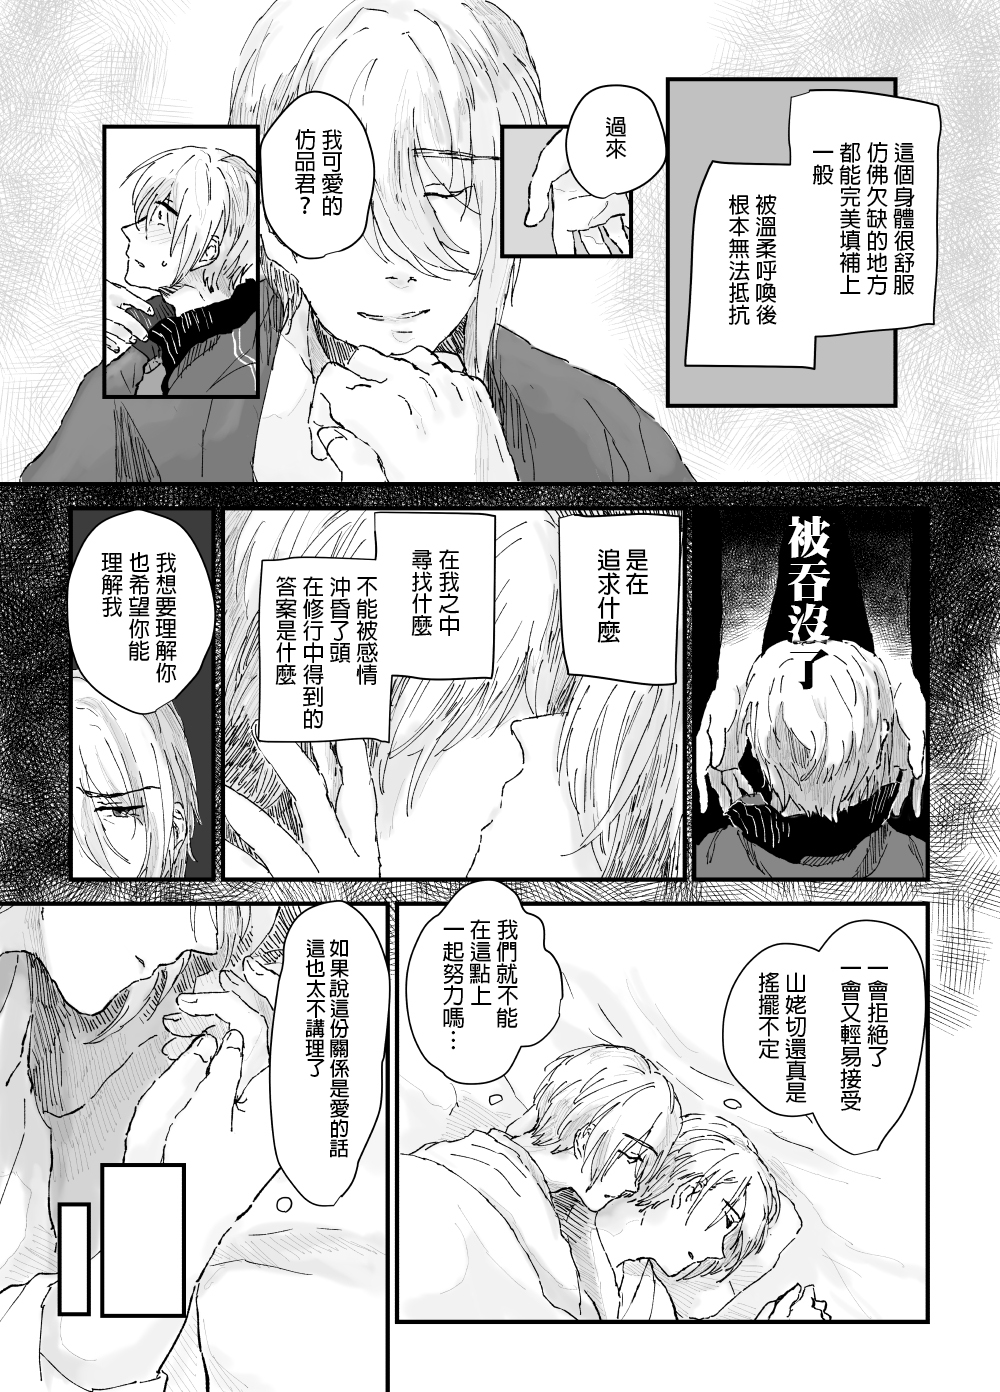 這個身體很舒服
仿佛欠缺的地方
都能完美填補上
一般
被溫柔呼喚後
根本無法抵抗
過來
我可愛的
仿品君？
被吞沒了
是在
追求什麼
在我之中
尋找什麼
不能被感情
沖昏了頭
在修行中得到的
答案是什麼
我想要理解你
也希望你能
理解我
一會拒絕了
一會又輕易接受
山姥切還真是
搖擺不定
我們就不能
在這點上
一起努力嗎…
如果說這份關係是愛的話
這也太不講理了